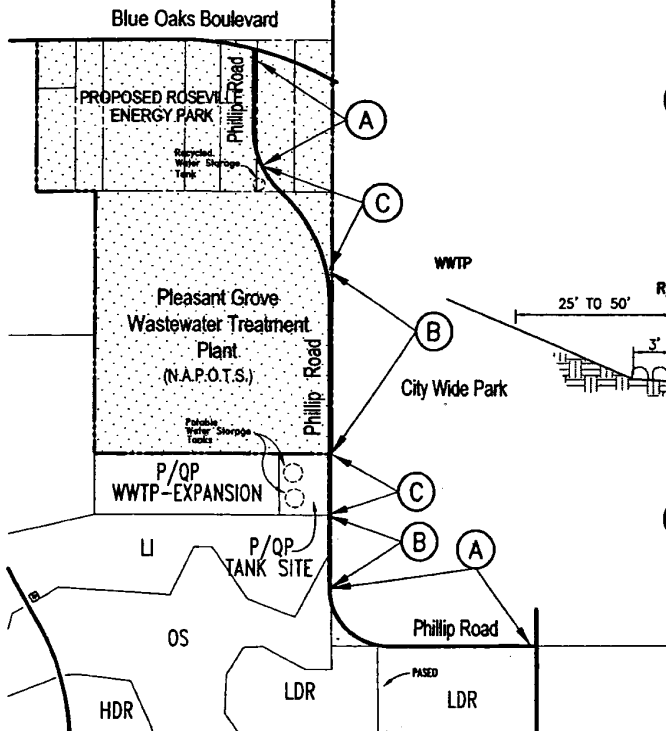 Blue Oaks Boulevard
Phillip Road
PROPOSED ROSEVILLE
ENERGY PARK
A
Recycled
Water Storage
Tank
C
WWTP
R
25' TO 50'
3'
Pleasant Grove
Wastewater Treatment
Plant
(N.A.P.O.T.S.)
B
Phillip Road
City Wide Park
Potable
Water Storage
Tanks
P/QP
WWTP-EXPANSION
C
LI
P/QP
TANK SITE
B
A
OS
Phillip Road
PASED
HDR
LDR
LDR